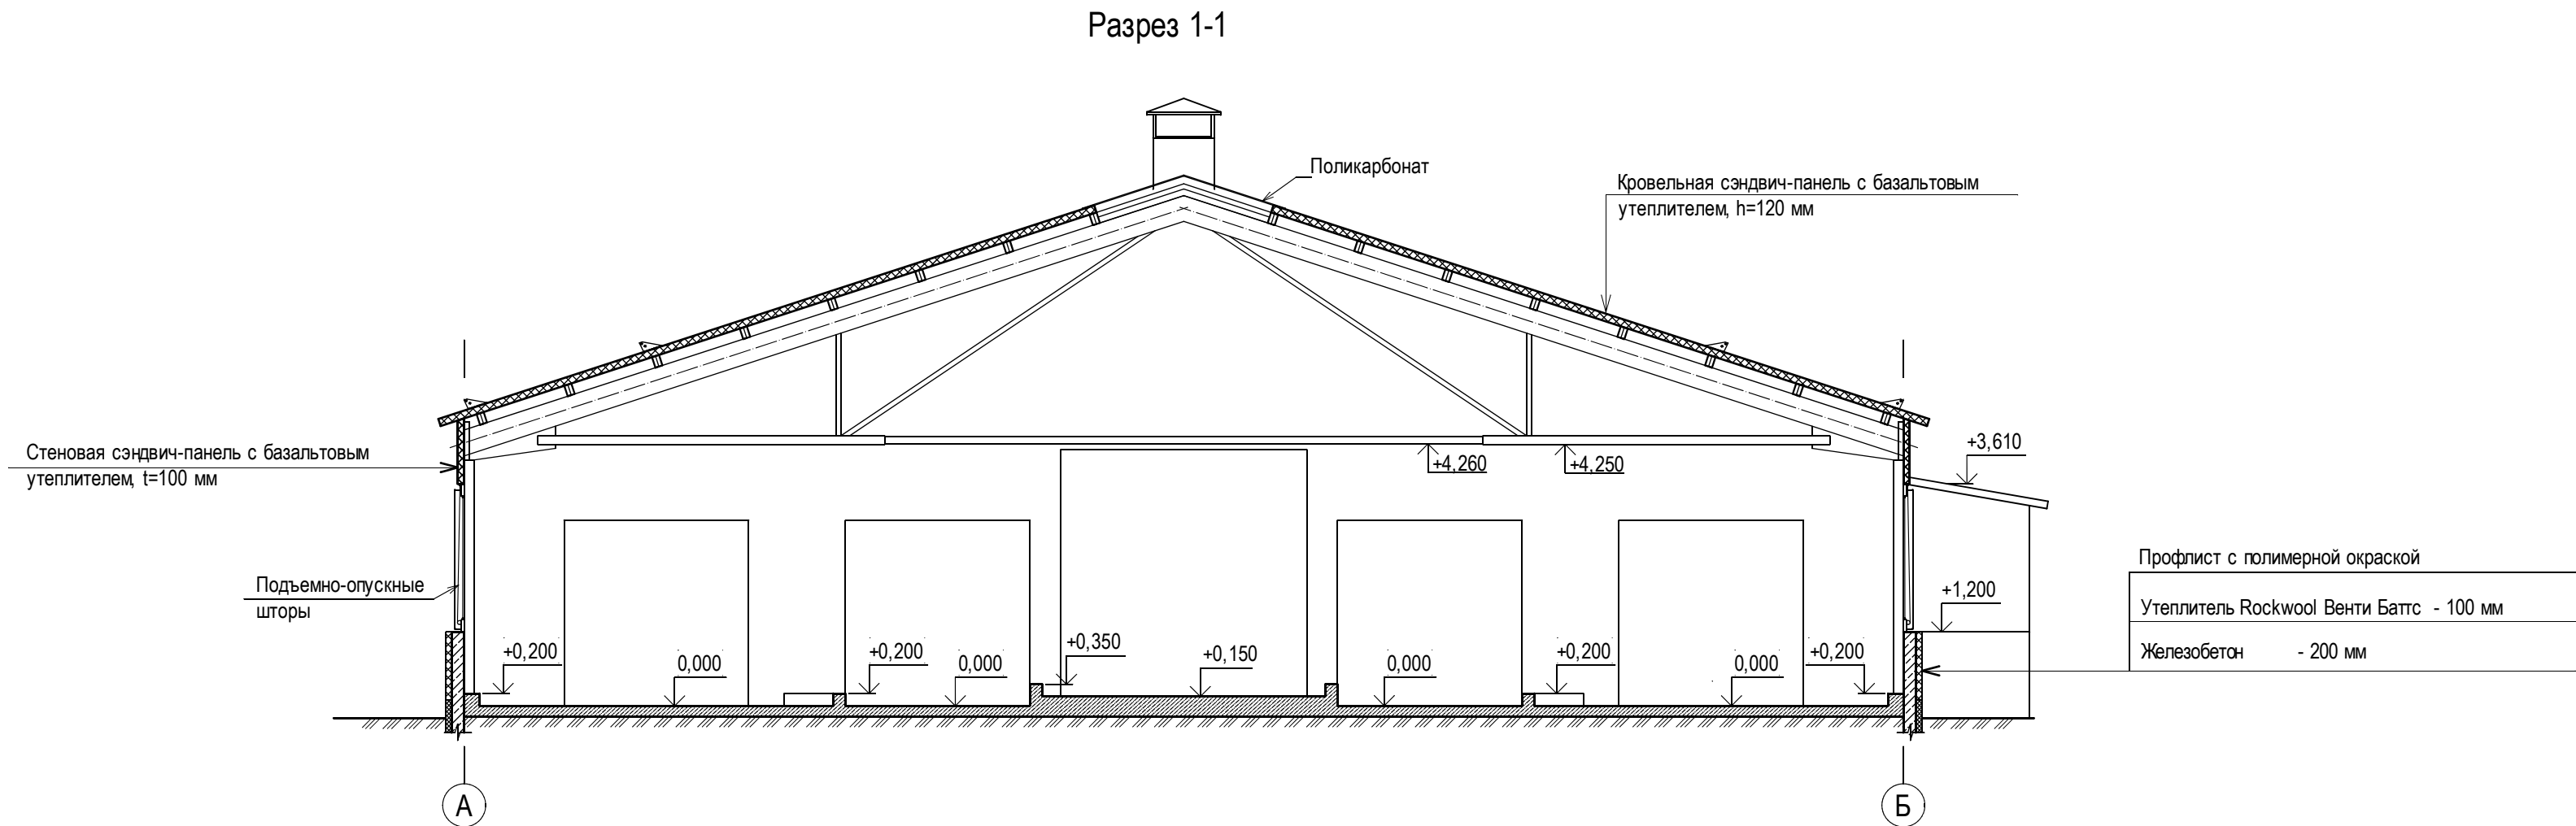 Разрез 1-1
Поликарбонат
Кровельная сэндвич-панель с базальтовым
утеплителем, h=120 мм
Стеновая сэндвич-панель с базальтовым
утеплителем, t=100 мм
+3,610
+4,260
+4,250
Подъемно-опускные
шторы
Профлист с полимерной окраской
Утеплитель Rockwool Венти Баттс - 100 мм
Железобетон - 200 мм
+1,200
+0,200
0,000
+0,200
0,000
+0,350
+0,150
0,000
+0,200
0,000
+0,200
А
Б